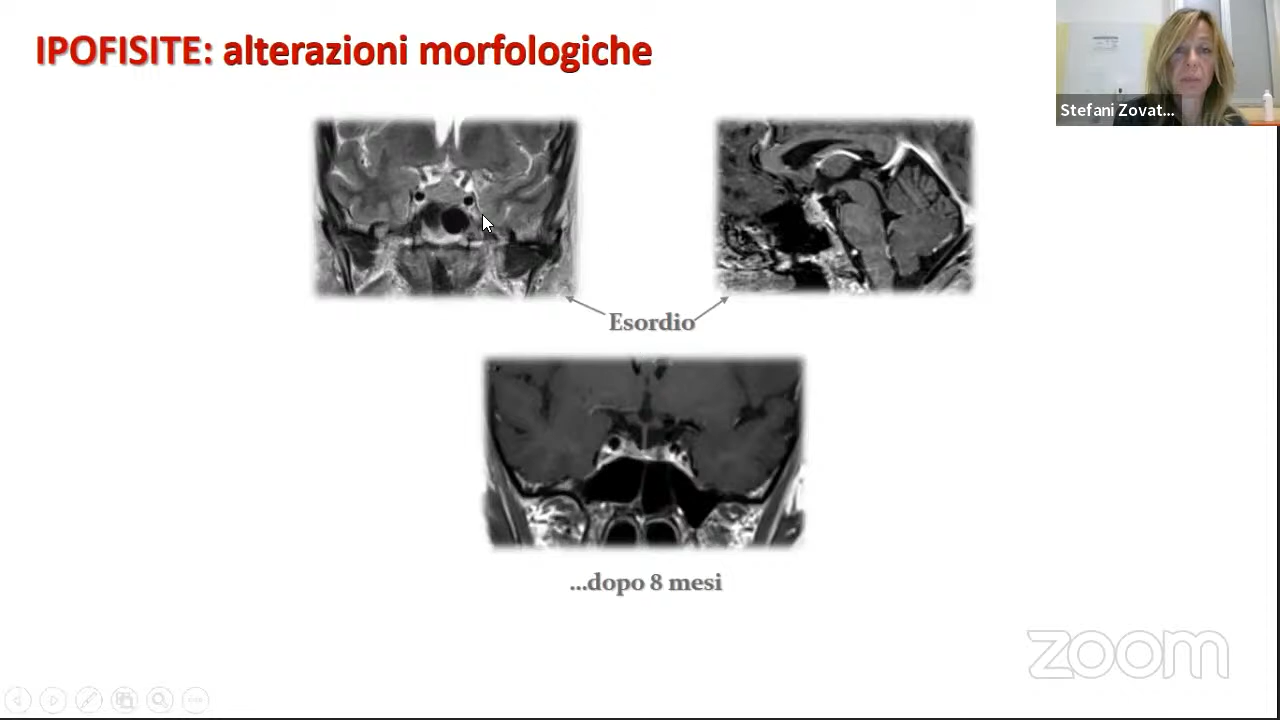 IPOFISITE: alterazioni morfologiche
Stefani Zovat...
Esordio
...dopo 8 mesi
zoom